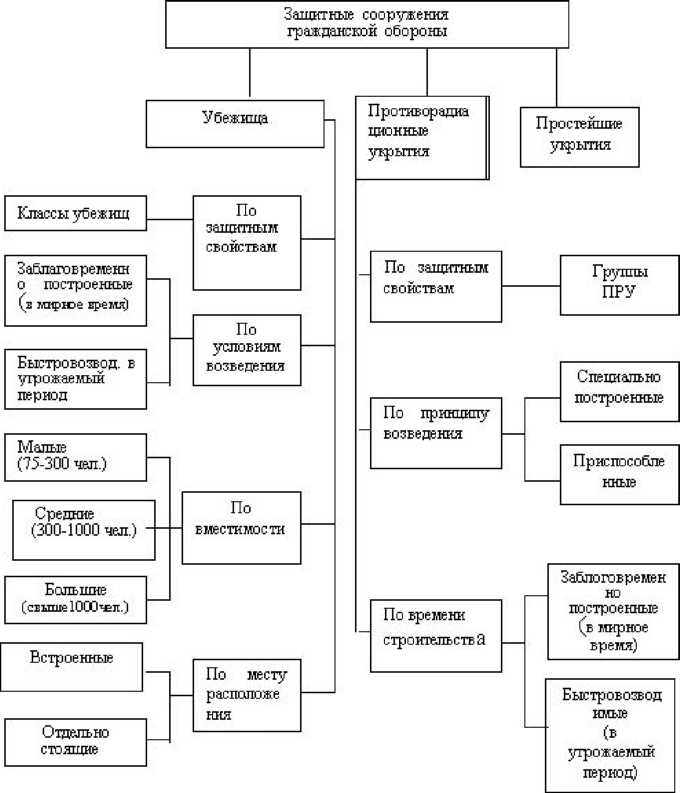 Защитные сооружения
гражданской обороны
Убежища
Противорадиа
ционные
укрытия
Простейшие
укрытия
Классы убежищ
По
защитным
свойствам
Заблаговременн
о построенные
(в мирное время)
Быстровозвод. в
угрожаемый
период
По
условиям
возведения
Малые
(75-300 чел.)
Средние
(300-1000 чел.)
Большие
(свыше1000чел.)
По
вместимости
Встроенные
Отдельно
стоящие
По месту
расположе
ния
По защитным
свойствам
Группы
ПРУ
По принципу
возведения
Специально
построенные
Приспособле
нные
По времени
строительства
Заблоговремен
но
построенные
(в мирное
время)
Быстровозвод
имые
(в
угрожаемый
период)